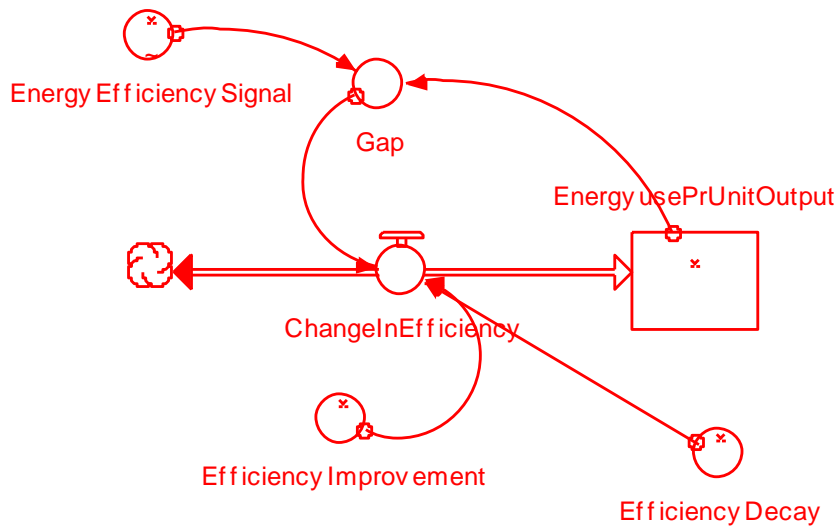 Energy Efficiency Signal
Gap
Energy usePrUnitOutput
ChangeInEfficiency
Efficiency Improvement
Efficiency Decay